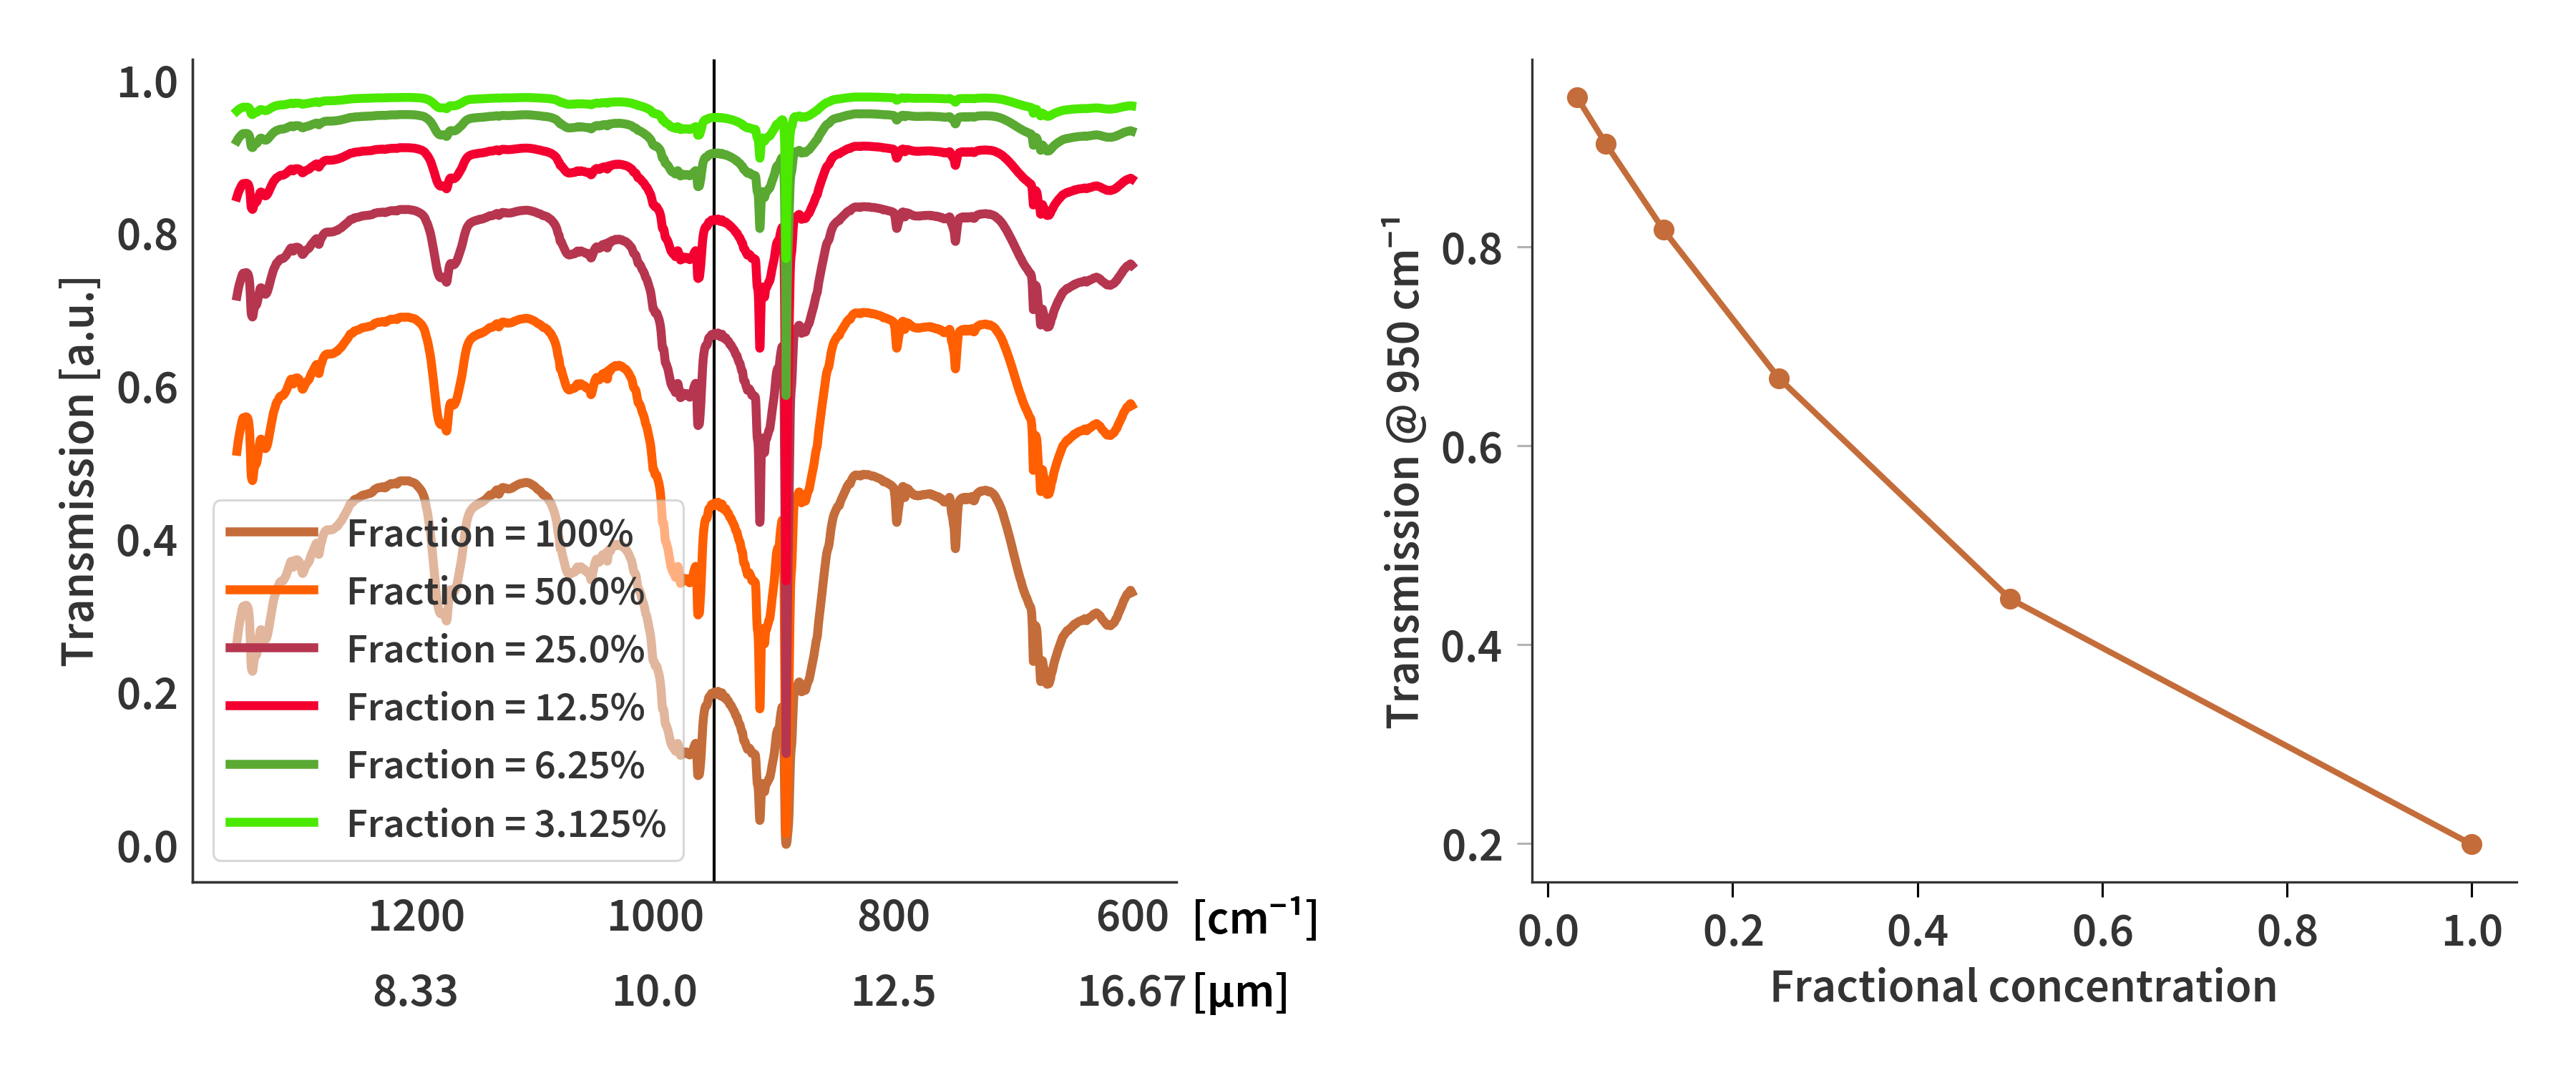 Transmission [a.u.]
1.0
0.8
0.6
0.4
0.2
0.0
Fraction = 100%
Fraction = 50.0%
Fraction = 25.0%
Fraction = 12.5%
Fraction = 6.25%
Fraction = 3.125%
1200 1000 800 600 [cm⁻¹]
8.33 10.0 12.5 16.67 [μm]
Transmission @ 950 cm⁻¹
0.8
0.6
0.4
0.2
0.0 0.2 0.4 0.6 0.8 1.0
Fractional concentration